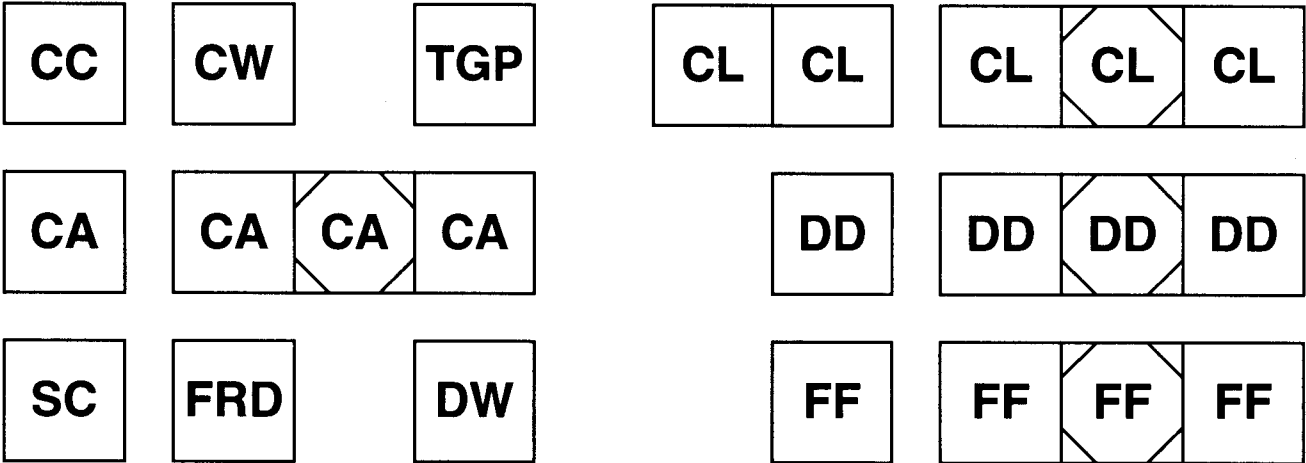 CC CW TGP CL CL CL CL CL
CA CA CA CA DD DD DD DD
SC FRD DW FF FF FF FF